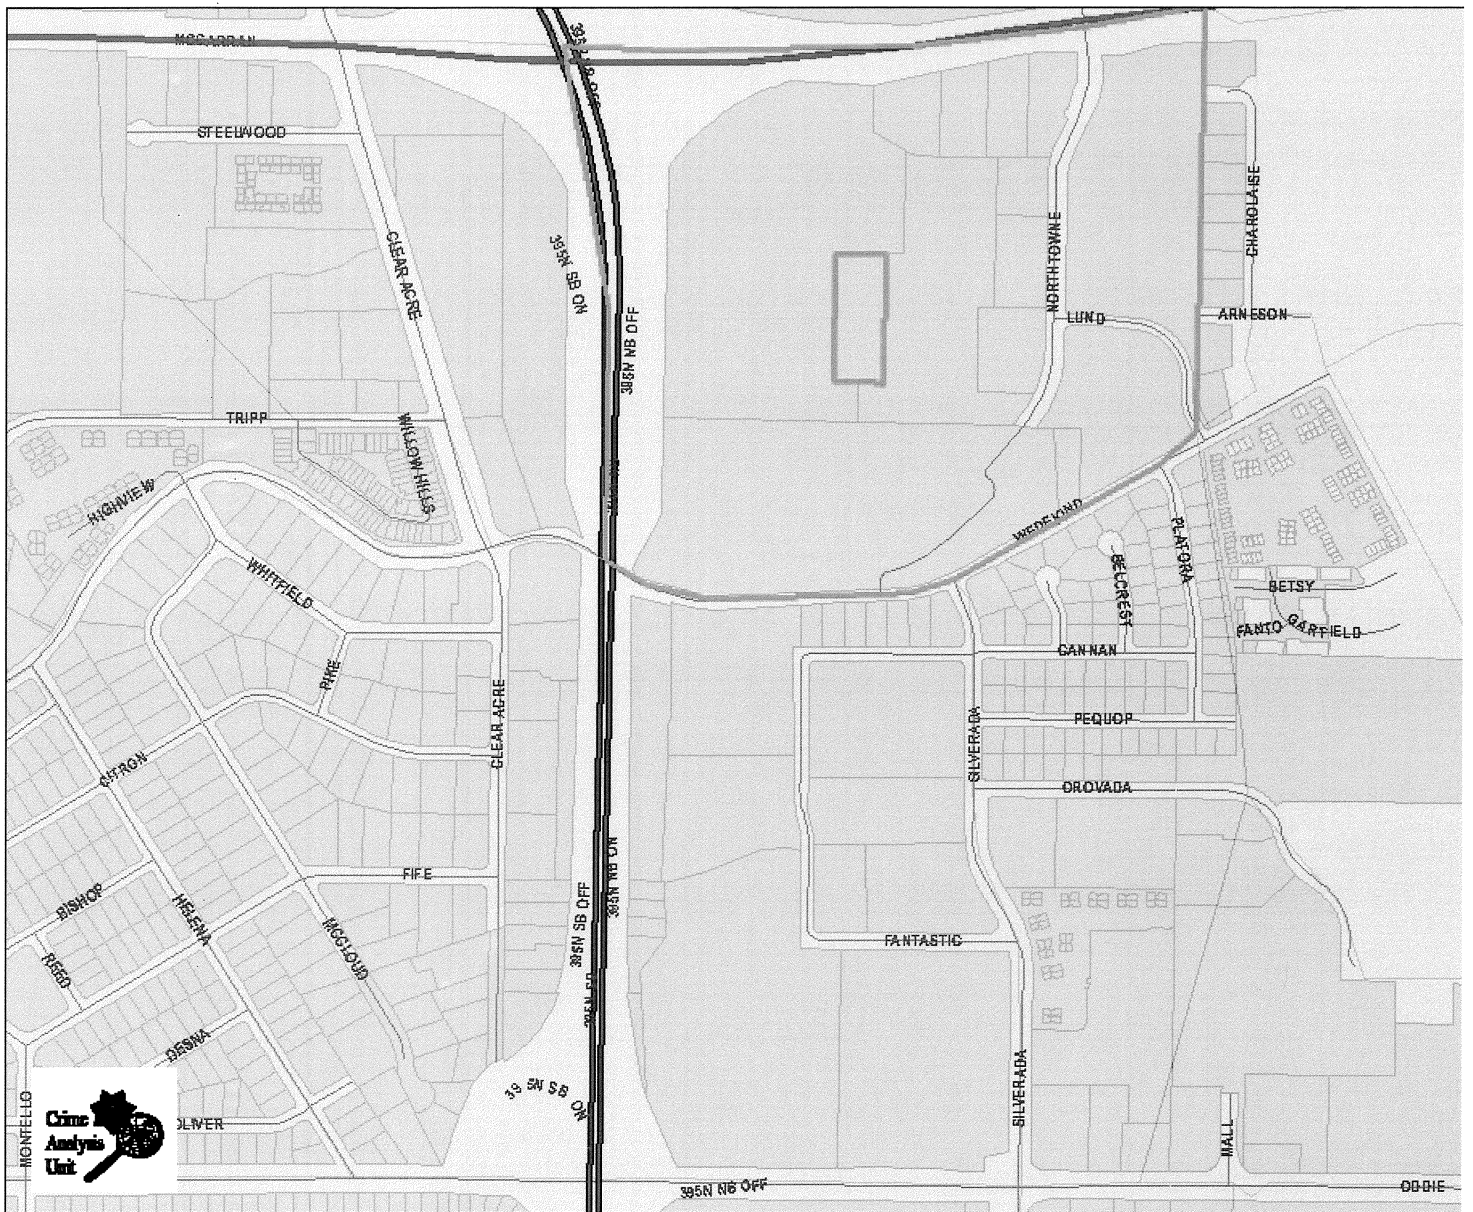 MCCARRAN
STEELWOOD
CLEAR ACRE
395N SB ON
395N NB OFF
NORTHTOWNE
CHAROLAISE
LUND
ARNESON
TRIPP
WILLOW HILLS
HIGHVIEW
WEDEKIND
PLATORA
BELCREST
WHITFIELD
BETSY
FANTO
GARFIELD
CANNAN
PIKE
CLEAR ACRE
PEQUOP
SILVERADA
CITRON
OROVADA
FIFE
BISHOP
HELENA
395N SB OFF
395N NB ON
MCCLOUD
REED
FANTASTIC
DESNA
395N SB ON
SILVERADA
MONTELLO
Crime
Analysis
Unit
OLIVER
MALL
395N NB OFF
ODDIE